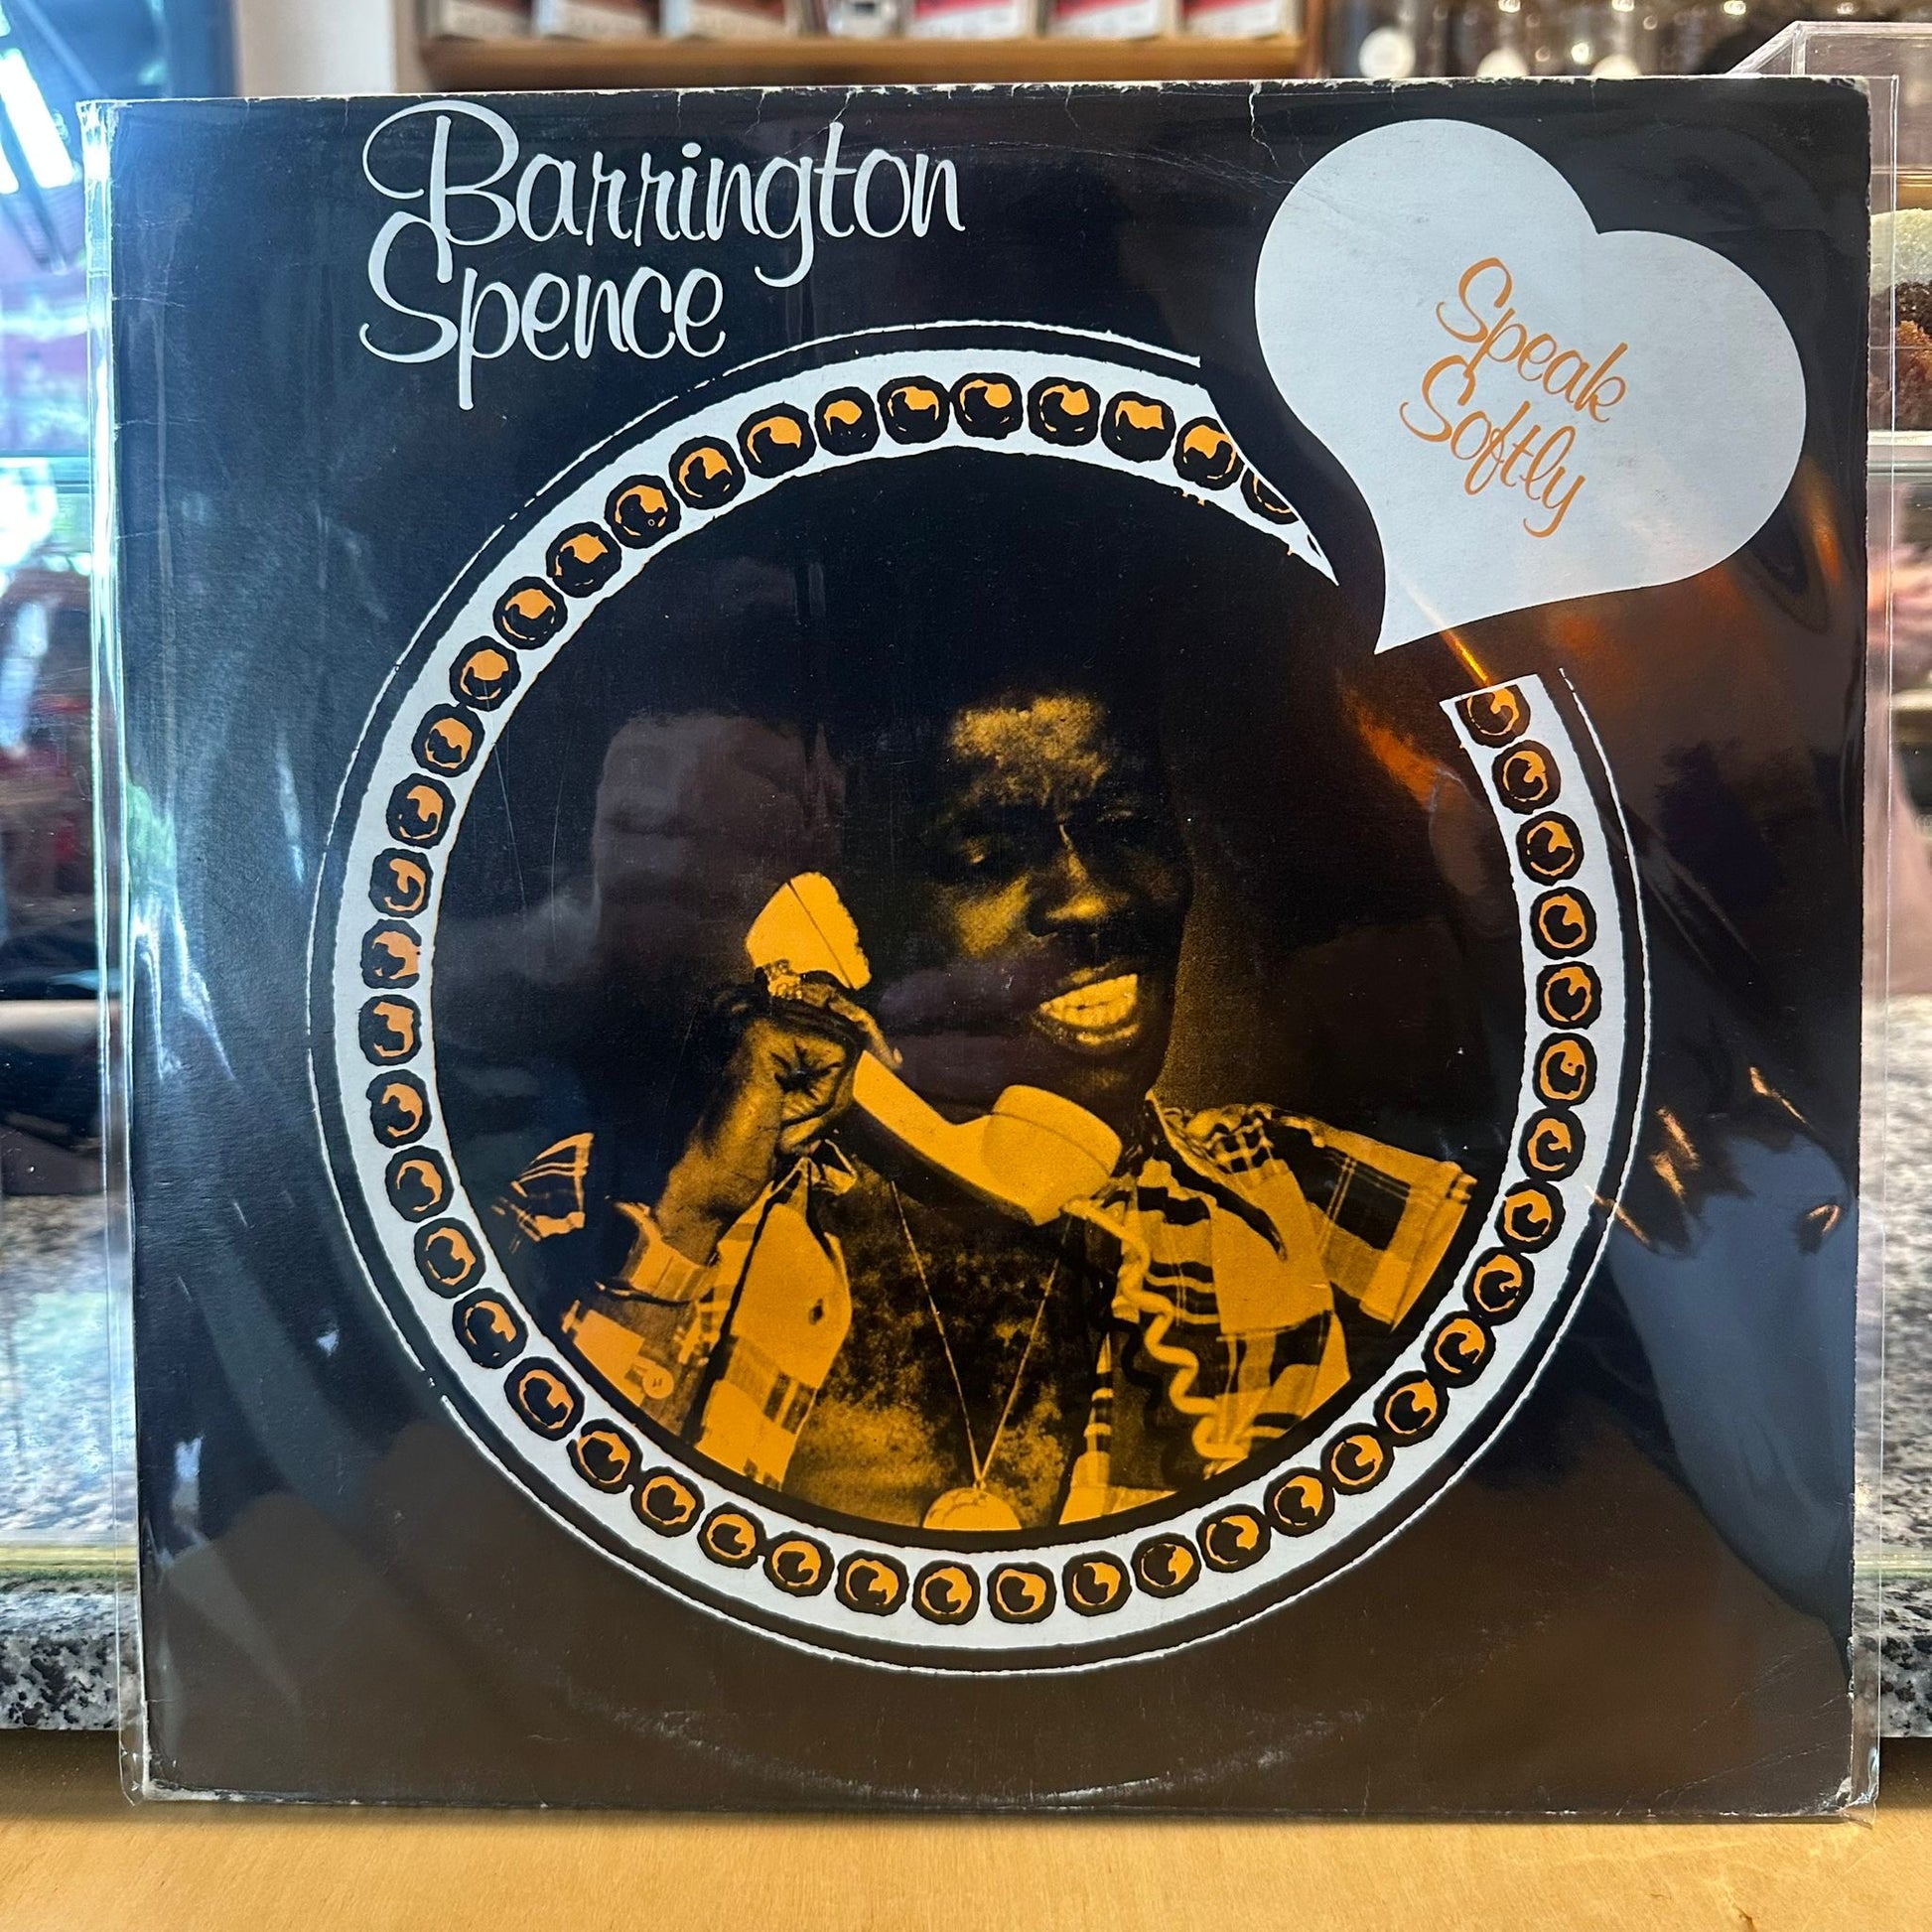 Barrington
Spence
Speak
Softly